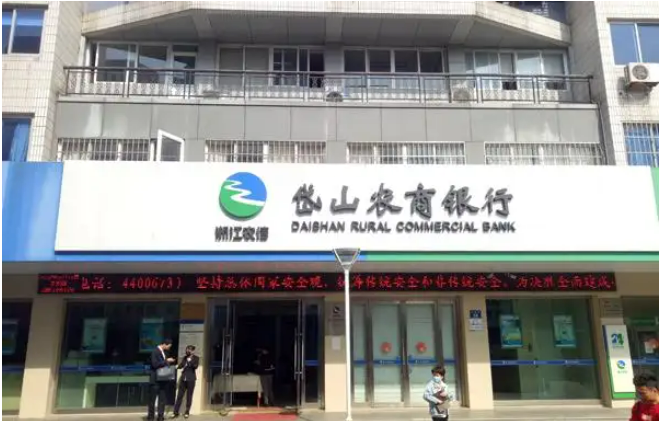 浙江农信
岱山农商银行
DAISHAN RURAL COMMERCIAL BANK
电话: 4400673) 坚持总体国家安全观,统筹传统安全和非传统安全。为决胜全面建成